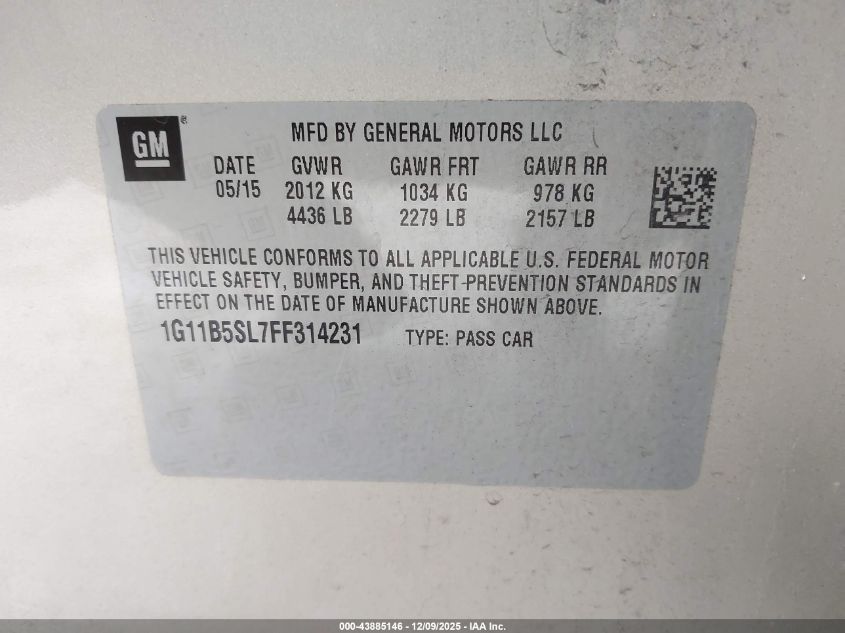 GM®
MFD BY GENERAL MOTORS LLC
DATE GVWR GAWR FRT GAWR RR
05/15 2012 KG 1034 KG 978 KG
4436 LB 2279 LB 2157 LB
THIS VEHICLE CONFORMS TO ALL APPLICABLE U.S. FEDERAL MOTOR
VEHICLE SAFETY, BUMPER, AND THEFT-PREVENTION STANDARDS IN
EFFECT ON THE DATE OF MANUFACTURE SHOWN ABOVE.
1G11B5SL7FF314231 TYPE: PASS CAR
000-43885146 - 12/09/2025 - IAA Inc.